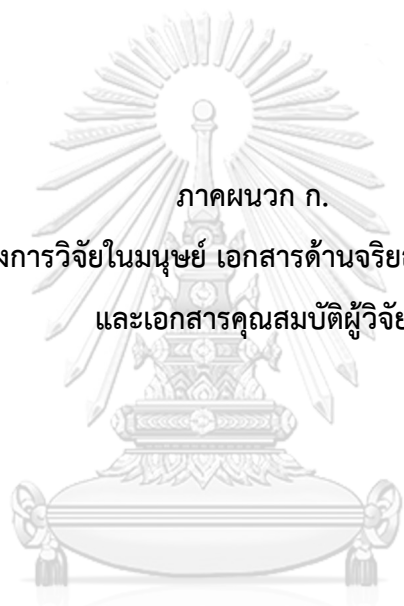 ภาคผนวก ก.
งการวิจัยในมนุษย์ เอกสารด้านจริย
และเอกสารคุณสมบัติผู้วิจัย